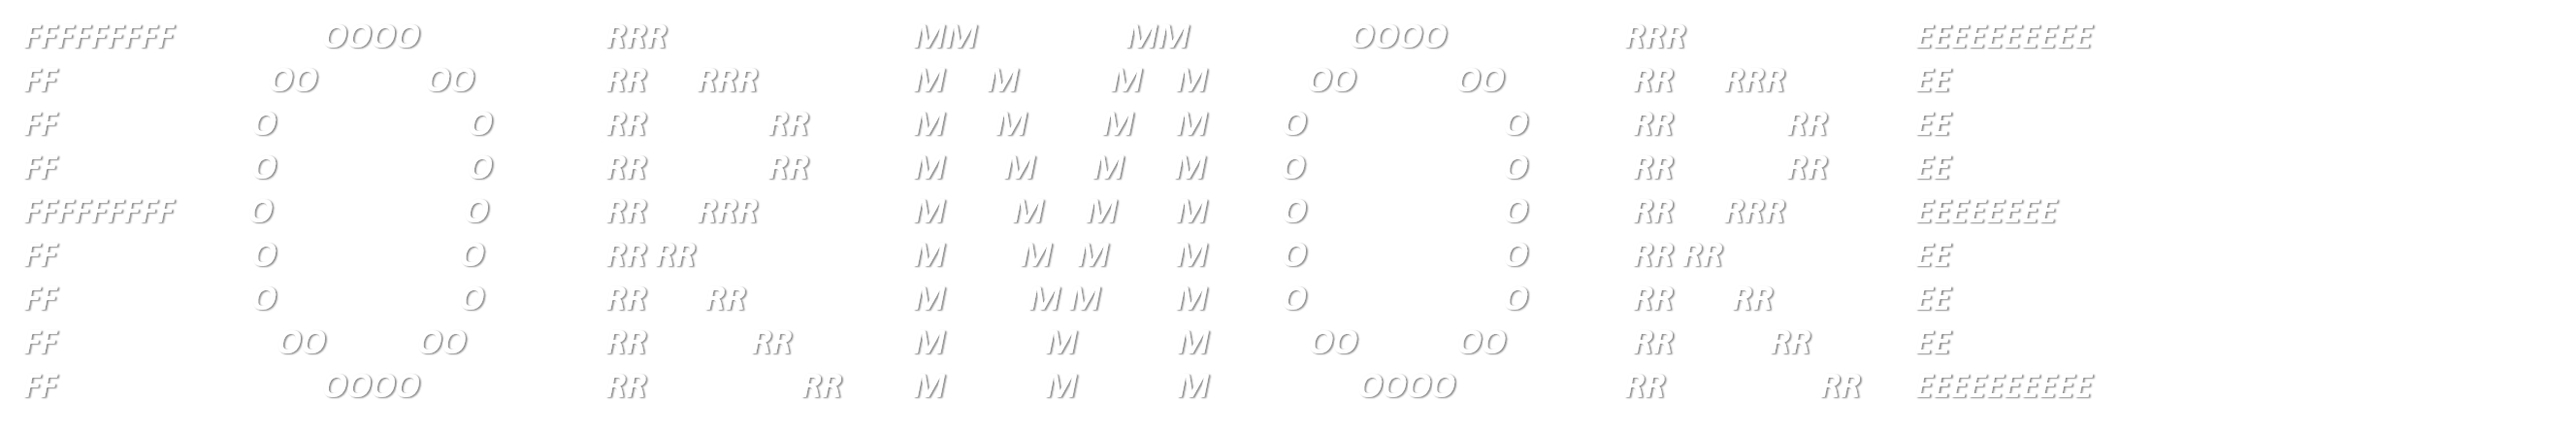 FFFFFFFFF OOOO RRR MM MM OOOO RRR EEEEEEEEEE
FF OO OO RR RRR M M M M OO OO RR RRR EE
FF O O RR RR M M M M O O RR RR EE
FF O O RR RR M M M M O O RR RR EE
FFFFFFFFF O O RR RRR M M M M O O RR RRR EEEEEEEE
FF O O RR RR M M M M O O RR RR EE
FF O O RR RR M M M M O O RR RR EE
FF OO OO RR RR M M M OO OO RR RR EE
FF OOOO RR RR M M M OOOO RR RR EEEEEEEEEE